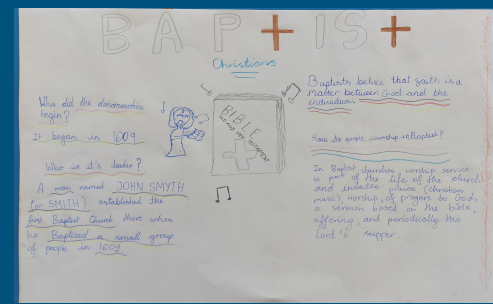 BAPTIST
Christians
When did the denomination
begin?
It began in 1609
Who is it's leader?
A man named JOHN SMYTH
(or SMITH) established the
first Baptist Church there when
he Baptized a small group
of people in 1609
BIBLE
OLD AND NEW TESTAMENT
Baptists believe that faith is a
matter between God and the
individuals
How do people worship in Baptist?
In Baptist churches worship service
is part of the life of the church
and includes praise (christian
music), worship, of prayers to God,
a sermon based on the bible,
offering, and periodically the
Lord's supper.